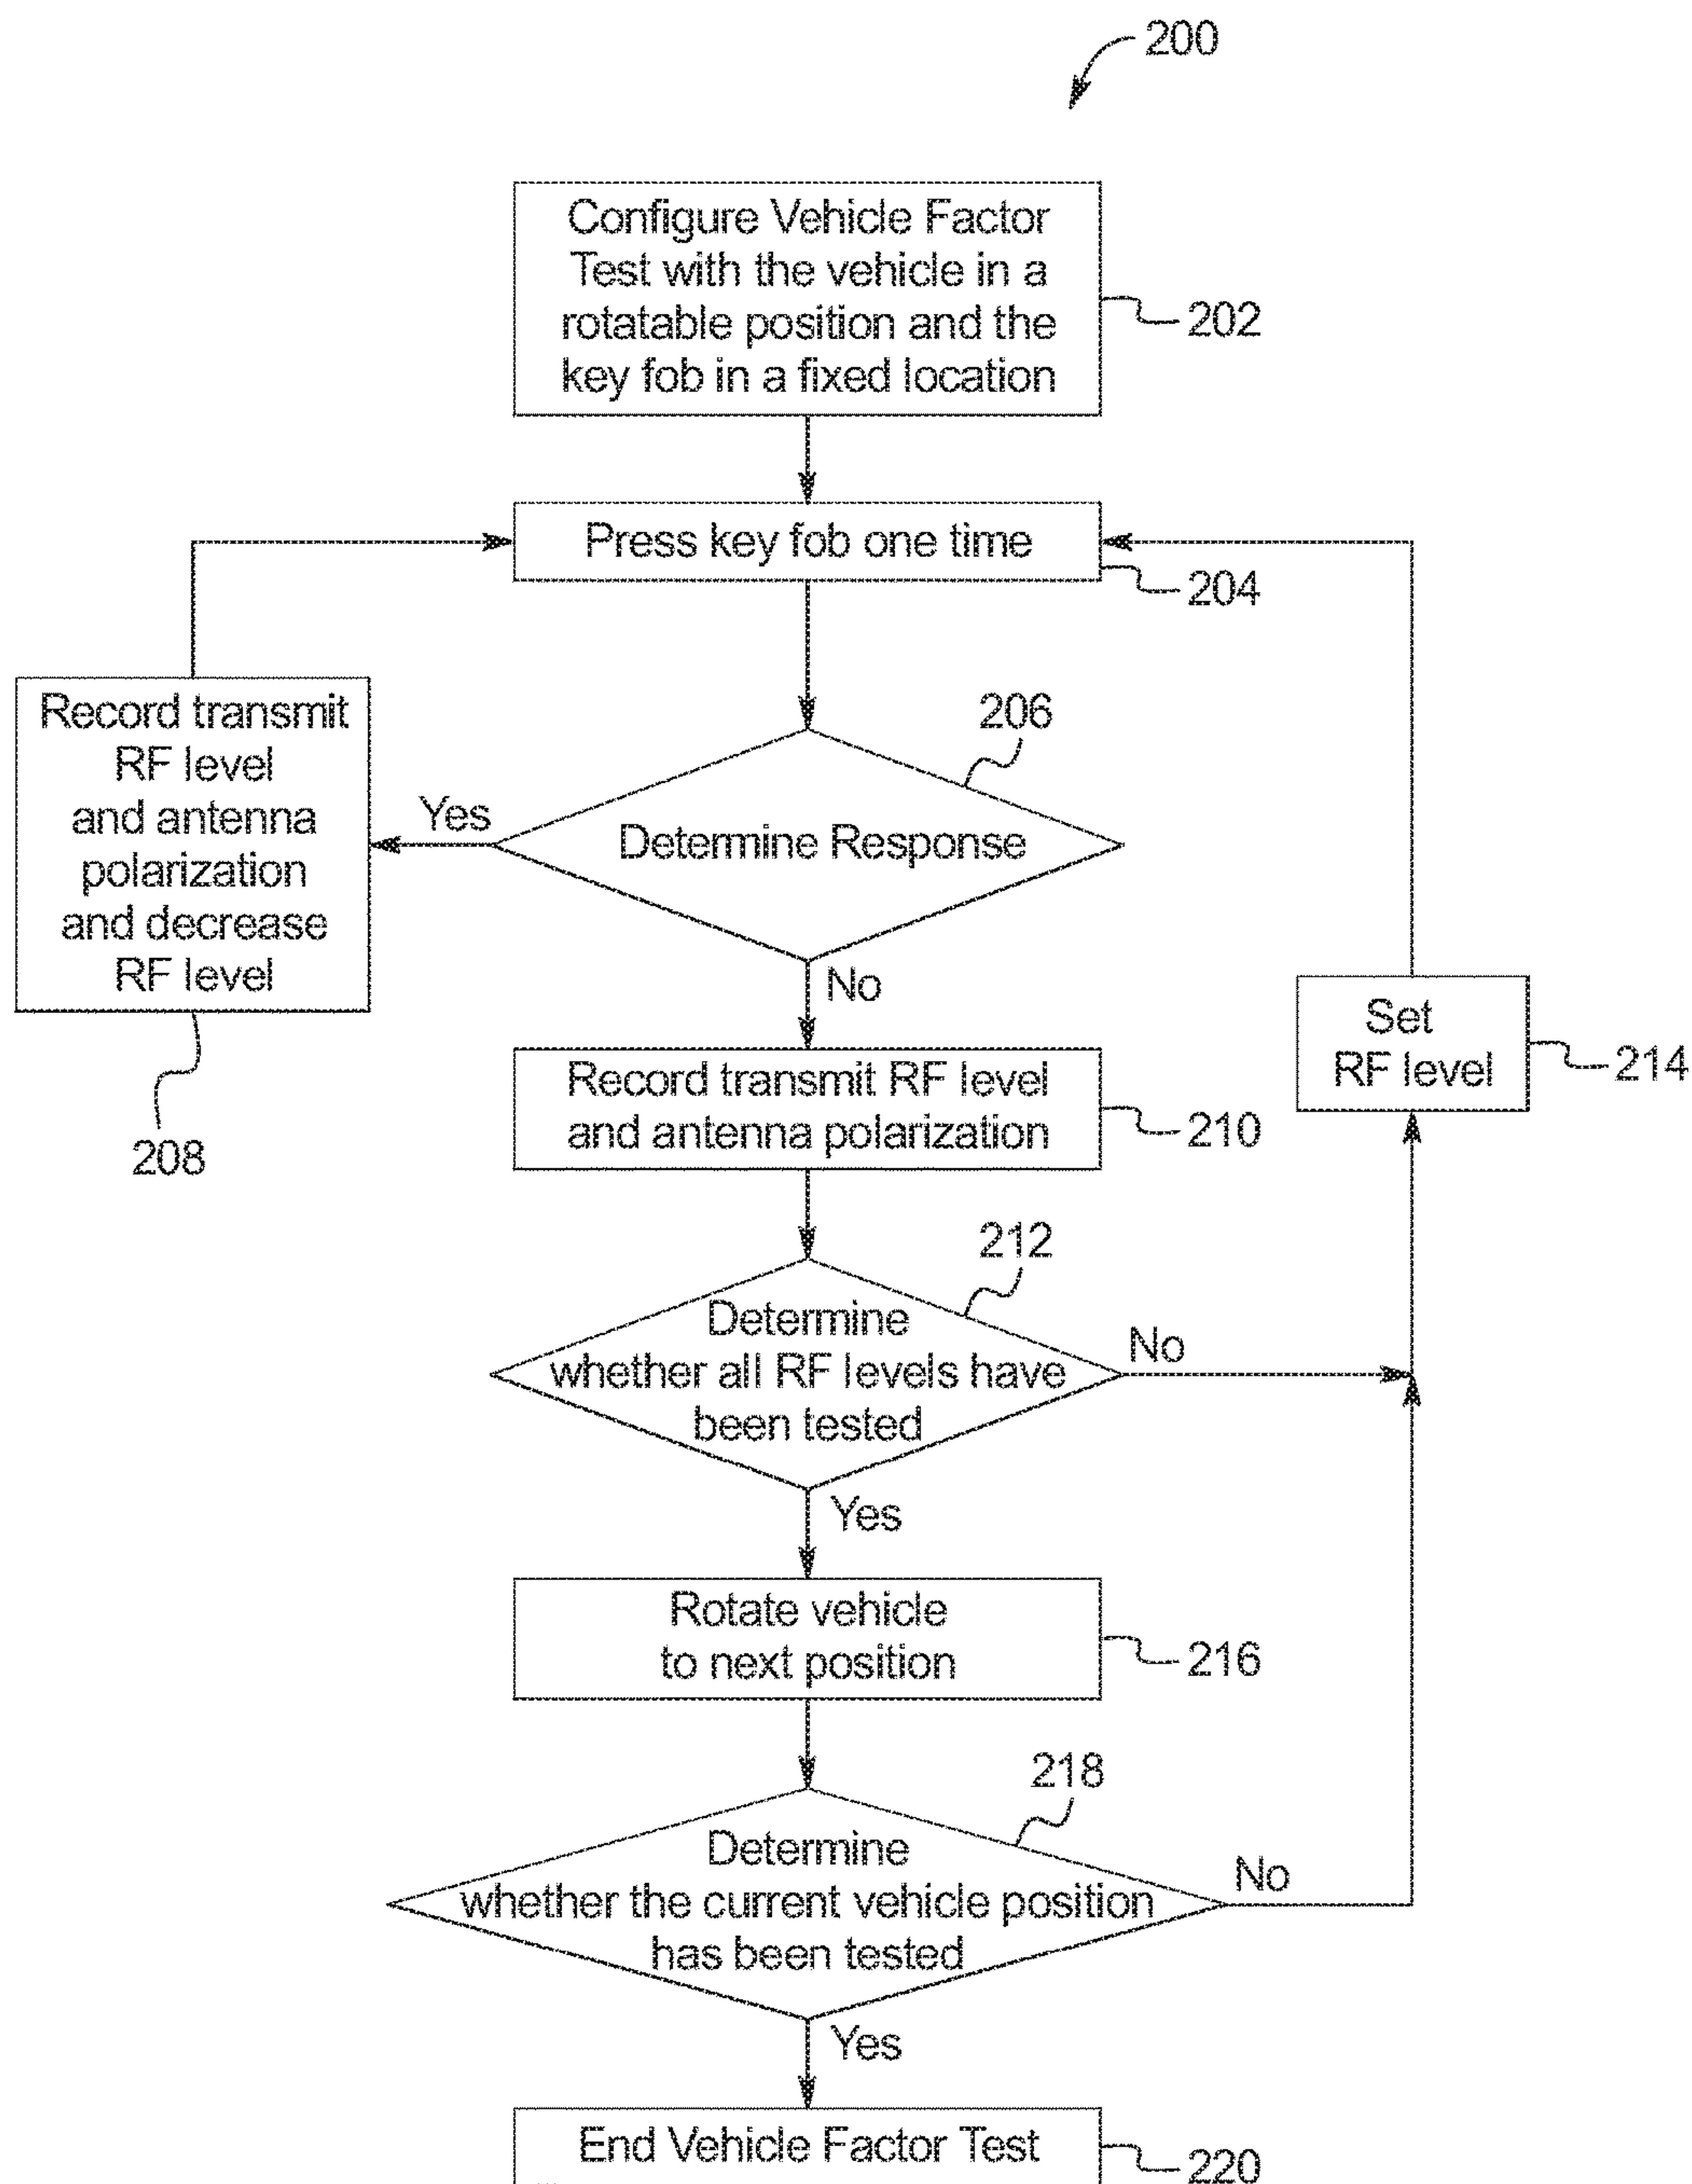 200
Configure Vehicle Factor
Test with the vehicle in a
rotatable position and the
key fob in a fixed location
202
Press key fob one time
204
206
Determine Response
Yes
No
Record transmit
RF level
and antenna
polarization
and decrease
RF level
208
Record transmit RF level
and antenna polarization
210
Set
RF level
214
212
Determine
whether all RF levels have
been tested
No
Yes
Rotate vehicle
to next position
216
218
Determine
whether the current vehicle position
has been tested
No
Yes
End Vehicle Factor Test
220